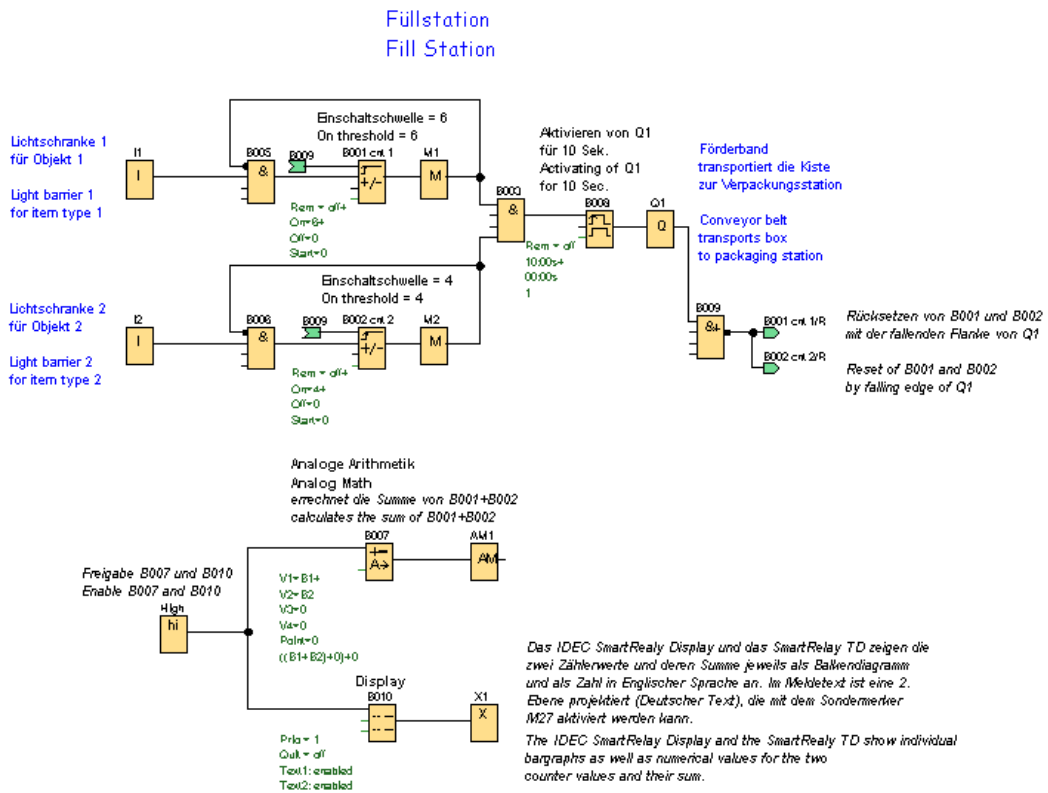 Füllstation
Fill Station
Einschaltschwelle = 6
On threshold = 6
Aktivieren von Q1
für 10 Sek.
Activating of Q1
for 10 Sec.
Lichtschranke 1
für Objekt 1
Light barrier 1
for item type 1
I1
I
B005
&
B009
B001 cnt 1
+/-
M1
M
Rem = off+
On=6+
Off=0
Start=0
B003
&
B008
Rem = off
10:00s+
00:00s
1
Q1
Q
Förderband
transportiert die Kiste
zur Verpackungsstation
Conveyor belt
transports box
to packaging station
Einschaltschwelle = 4
On threshold = 4
Lichtschranke 2
für Objekt 2
Light barrier 2
for item type 2
I2
I
B006
&
B009
B002 cnt 2
+/-
M2
M
Rem = off+
On=4+
Off=0
Start=0
B009
&+
B001 cnt 1/R
B002 cnt 2/R
Rücksetzen von B001 und B002
mit der fallenden Flanke von Q1
Reset of B001 and B002
by falling edge of Q1
Analoge Arithmetik
Analog Math
errechnet die Summe von B001+B002
calculates the sum of B001+B002
B007
+=
A→
AM1
AM
V1=B1+
V2=B2
V3=0
V4=0
Point=0
((B1+B2)+0)+0
Freigabe B007 und B010
Enable B007 and B010
High
hi
Display
B010
X1
X
Prio = 1
Quit = off
Text1: enabled
Text2: enabled
Das IDEC SmartRealy Display und das SmartRelay TD zeigen die
zwei Zählerwerte und deren Summe jeweils als Balkendiagramm
und als Zahl in Englischer Sprache an. Im Meldetext ist eine 2.
Ebene projektiert (Deutscher Text), die mit dem Sondermerker
M27 aktiviert werden kann.
The IDEC SmartRelay Display and the SmartRealy TD show individual
bargraphs as well as numerical values for the two
counter values and their sum.